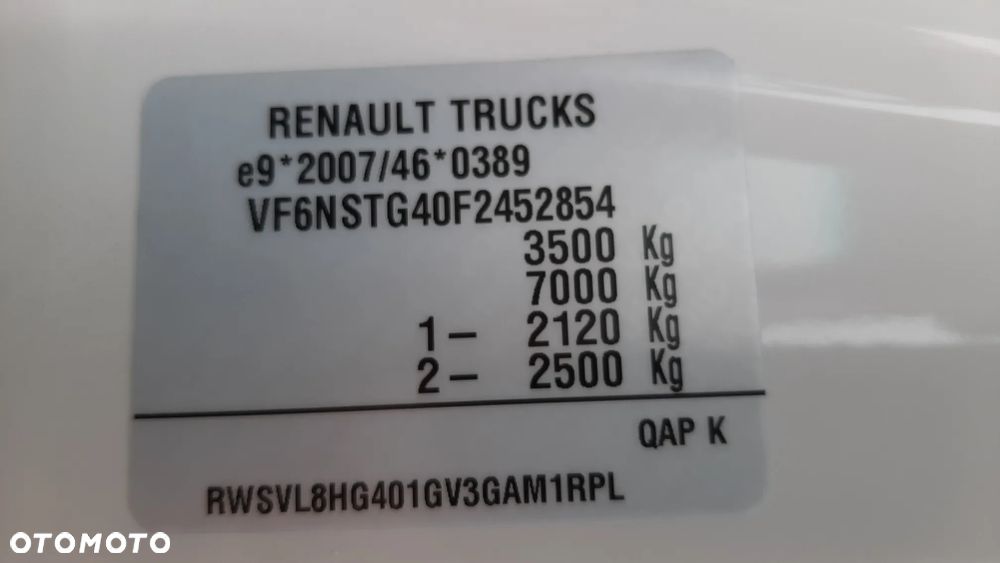 RENAULT TRUCKS
e9*2007/46*0389
VF6NSTG40F2452854
3500 Kg
7000 Kg
1 – 2120 Kg
2 – 2500 Kg
QAP K
RWSVL8HG401GV3GAM1RPL
OTOMOTO